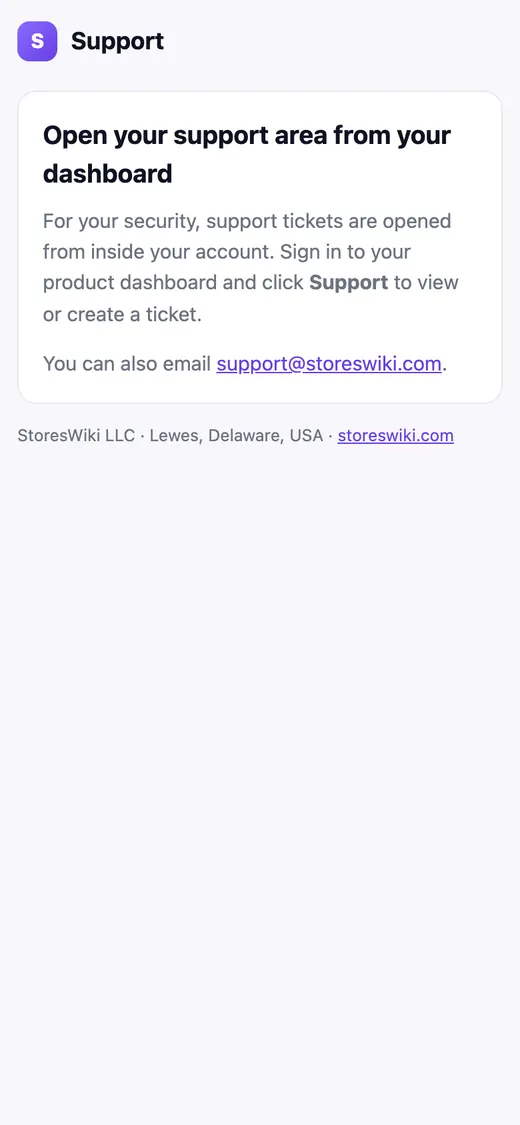 S Support
Open your support area from your
dashboard
For your security, support tickets are opened
from inside your account. Sign in to your
product dashboard and click Support to view
or create a ticket.
You can also email support@storeswiki.com.
StoresWiki LLC · Lewes, Delaware, USA · storeswiki.com